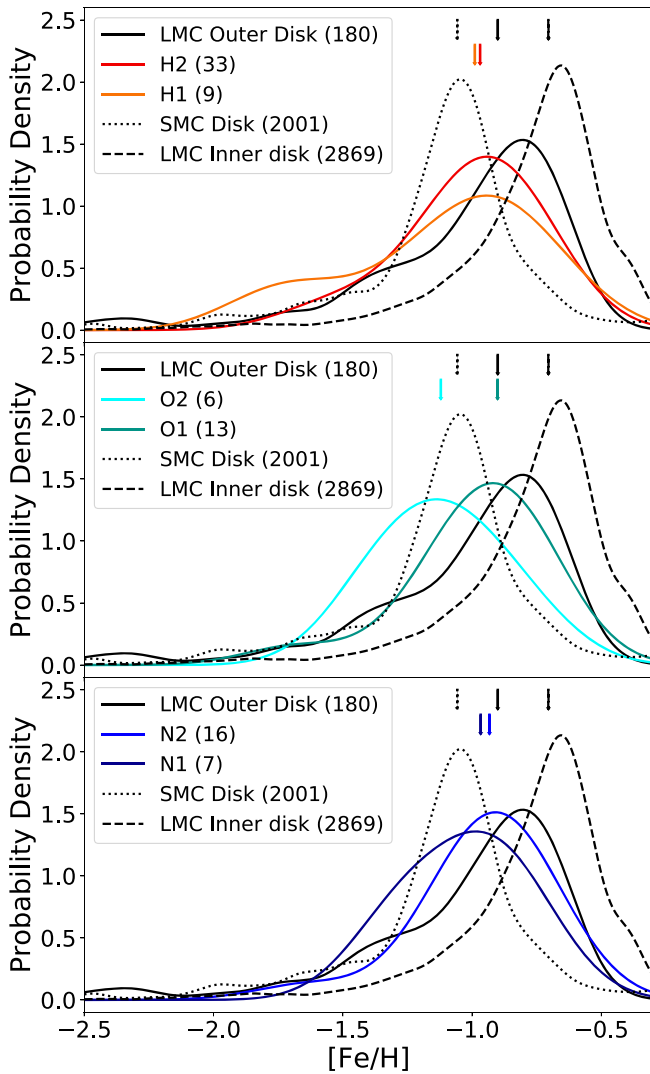 2.5
2.0
1.5
1.0
0.5
0.0
Probability Density
LMC Outer Disk (180)
H2 (33)
H1 (9)
SMC Disk (2001)
LMC Inner disk (2869)
2.5
2.0
1.5
1.0
0.5
0.0
Probability Density
LMC Outer Disk (180)
O2 (6)
O1 (13)
SMC Disk (2001)
LMC Inner disk (2869)
2.5
2.0
1.5
1.0
0.5
0.0
Probability Density
LMC Outer Disk (180)
N2 (16)
N1 (7)
SMC Disk (2001)
LMC Inner disk (2869)
−2.5 −2.0 −1.5 −1.0 −0.5
[Fe/H]